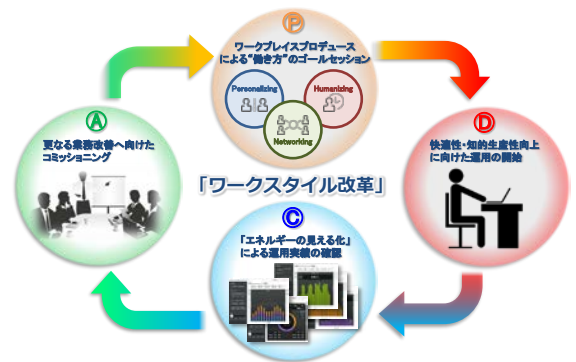 P
ワークプレイスプロデュース
による“働き方”のゴールセッション
Personalizing
Humanizing
Networking
A
更なる業務改善へ向けた
コミッショニング
D
快適性・知的生産性向上
に向けた運用の開始
「ワークスタイル改革」
C
「エネルギーの見える化」
による運用実績の確認